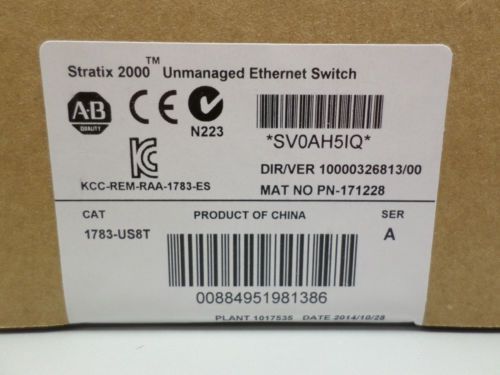 Stratix 2000™ Unmanaged Ethernet Switch
A-B
QUALITY
CE
N223
*SV0AH5IQ*
KC
KCC-REM-RAA-1783-ES
DIR/VER 10000326813/00
MAT NO PN-171228
CAT PRODUCT OF CHINA SER
1783-US8T A
00884951981386
PLANT 1017535 DATE 2014/10/28